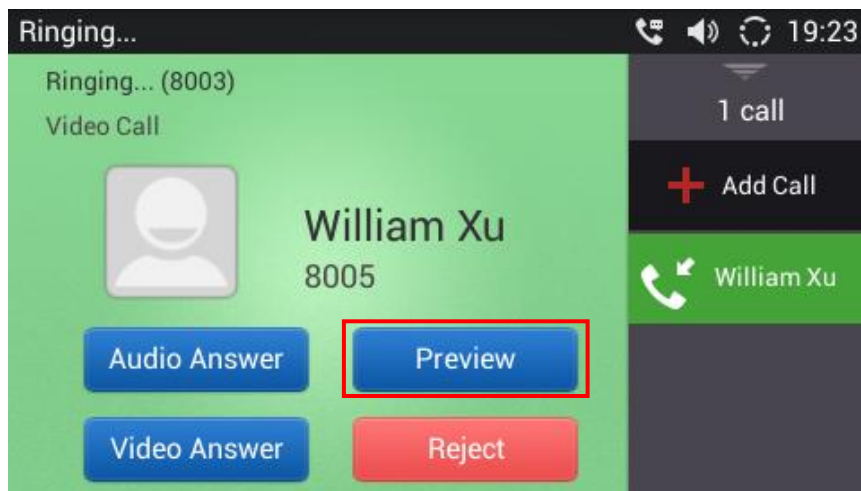 Ringing...
19:23
Ringing... (8003)
Video Call
William Xu
8005
Audio Answer
Preview
Video Answer
Reject
1 call
Add Call
William Xu